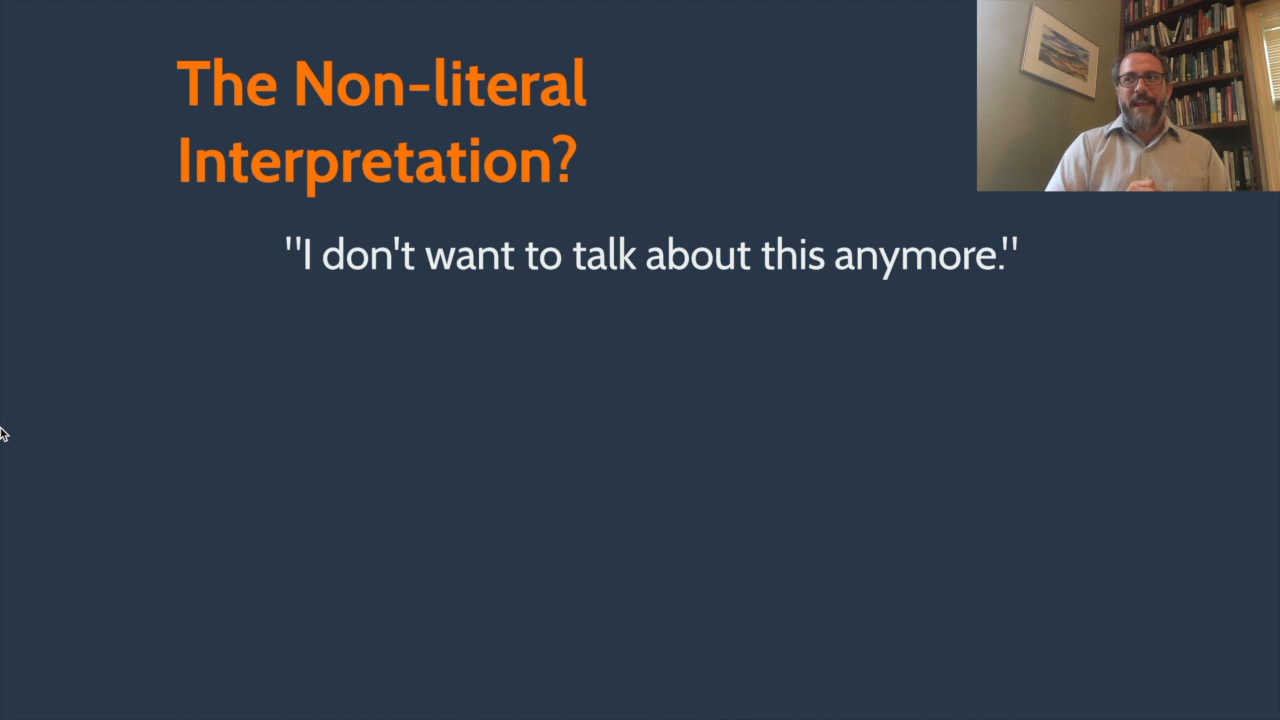 The Non-literal
Interpretation?
"I don't want to talk about this anymore."